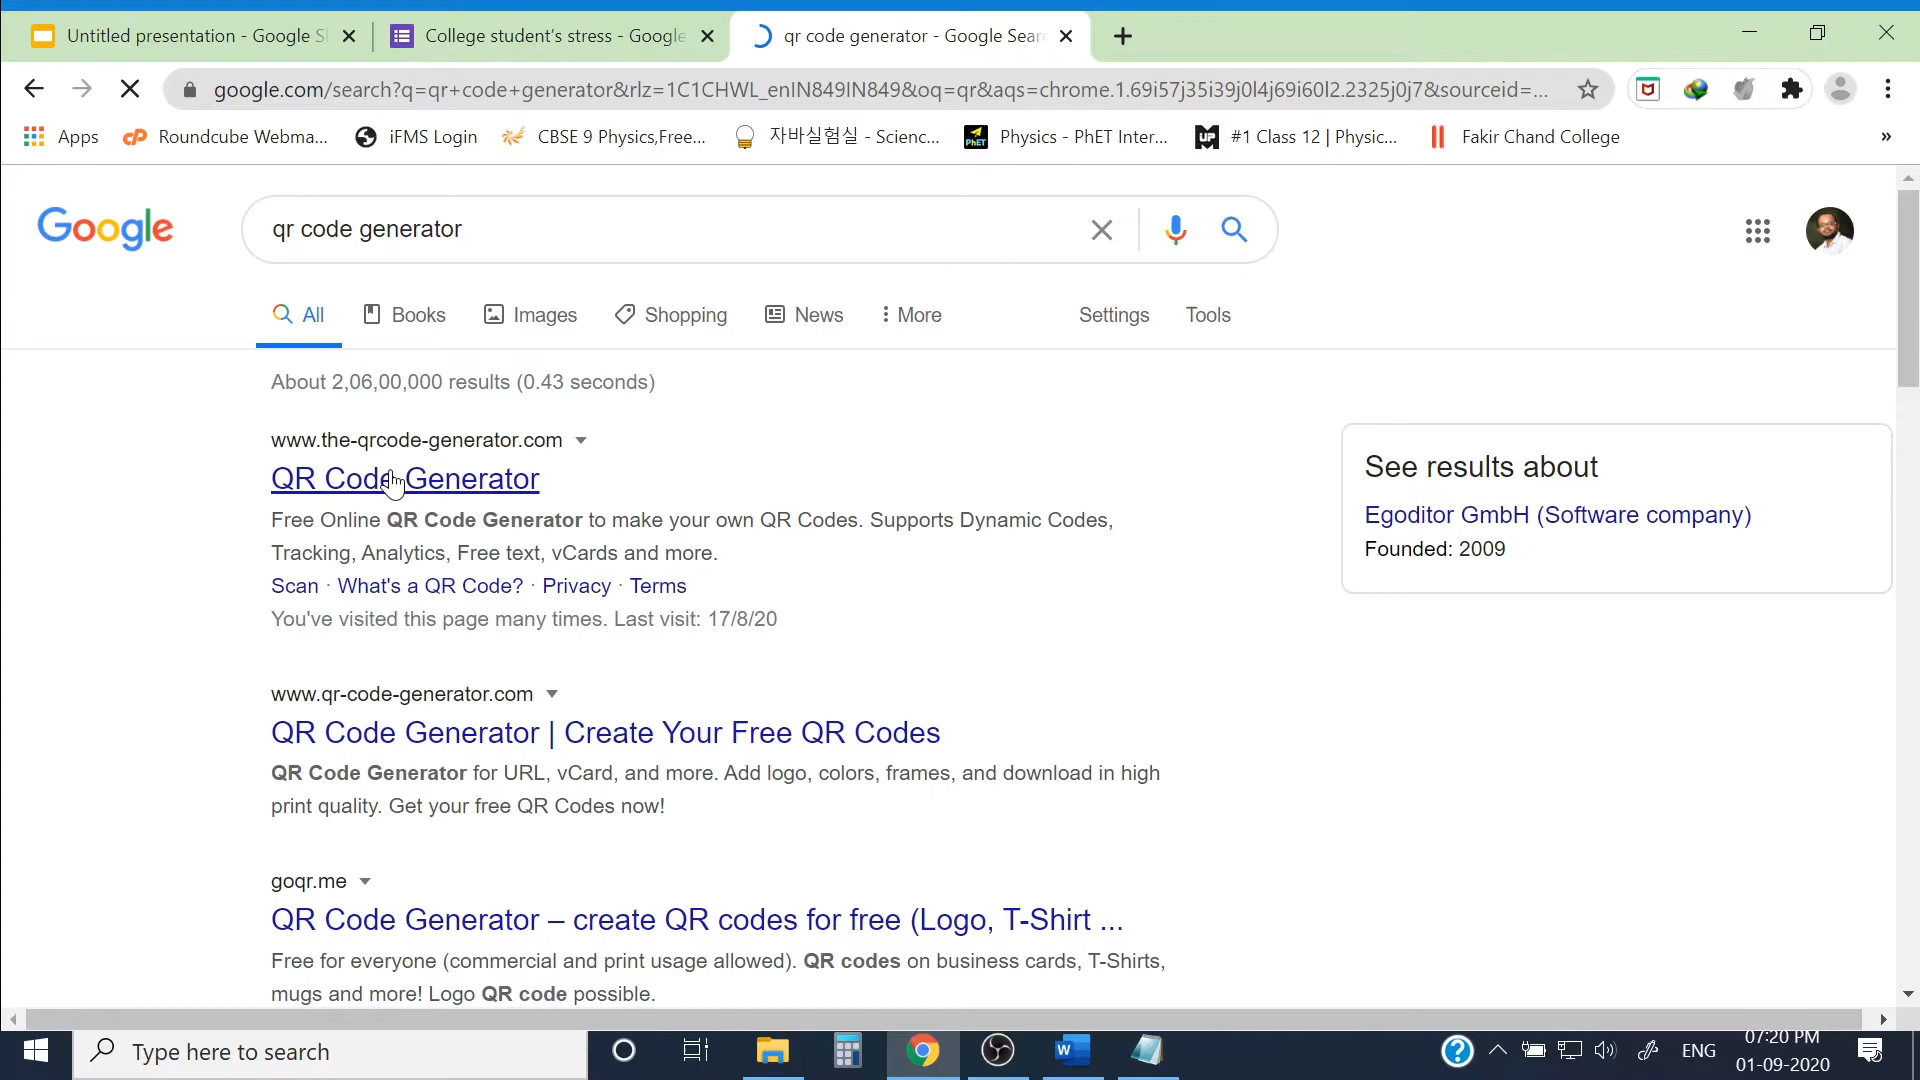 Untitled presentation - Google Sl
College student's stress - Google
qr code generator - Google Sear
google.com/search?q=qr+code+generator&rlz=1C1CHWL_enIN849IN849&oq=qr&aqs=chrome.1.69i57j35i39j0l4j69i60l2.2325j0j7&sourceid=...
Apps
cP Roundcube Webma...
iFMS Login
CBSE 9 Physics,Free...
자바실험실 - Scienc...
PhET Physics - PhET Inter...
UP #1 Class 12 | Physic...
Fakir Chand College
»
Google
qr code generator
All
Books
Images
Shopping
News
More
Settings
Tools
About 2,06,00,000 results (0.43 seconds)
www.the-qrcode-generator.com
QR Code Generator
Free Online QR Code Generator to make your own QR Codes. Supports Dynamic Codes,
Tracking, Analytics, Free text, vCards and more.
Scan · What's a QR Code? · Privacy · Terms
You've visited this page many times. Last visit: 17/8/20
See results about
Egoditor GmbH (Software company)
Founded: 2009
www.qr-code-generator.com
QR Code Generator | Create Your Free QR Codes
QR Code Generator for URL, vCard, and more. Add logo, colors, frames, and download in high
print quality. Get your free QR Codes now!
goqr.me
QR Code Generator – create QR codes for free (Logo, T-Shirt ...
Free for everyone (commercial and print usage allowed). QR codes on business cards, T-Shirts,
mugs and more! Logo QR code possible.
Type here to search
W
ENG
07:20 PM
01-09-2020